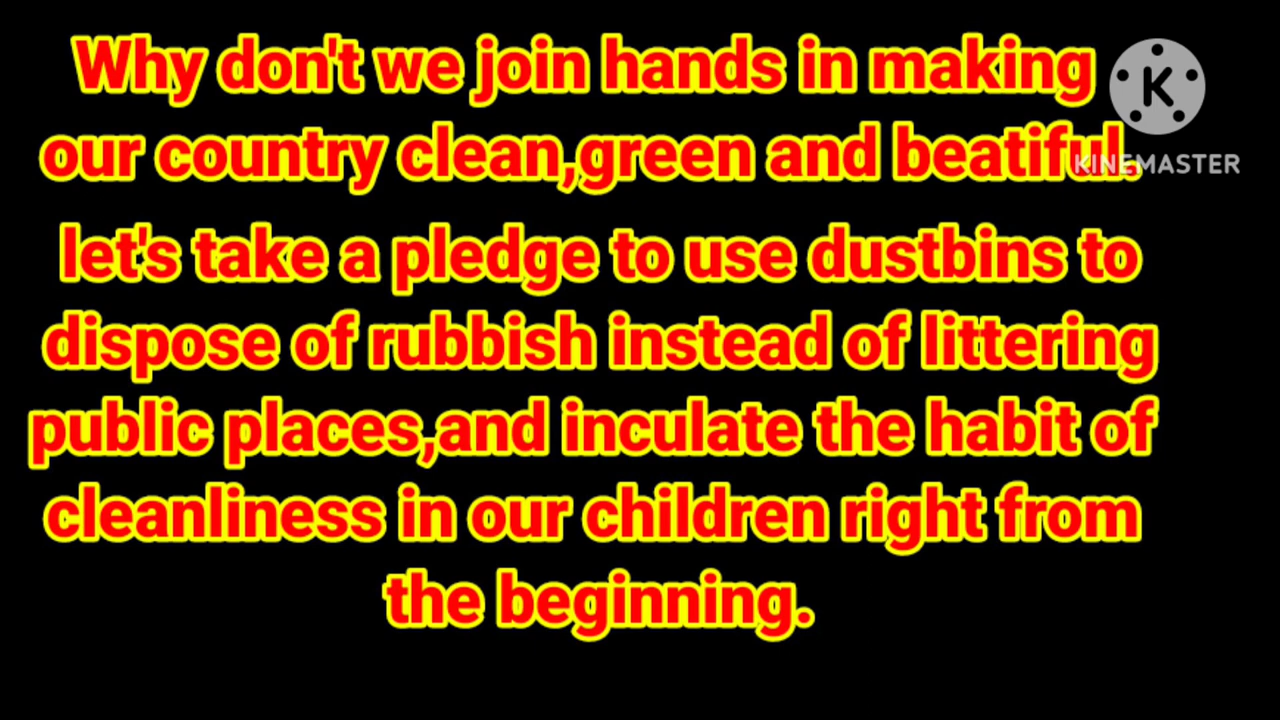 Why don't we join hands in making
our country clean,green and beatiful.
KINEMASTER
let's take a pledge to use dustbins to
dispose of rubbish instead of littering
public places,and inculate the habit of
cleanliness in our children right from
the beginning.